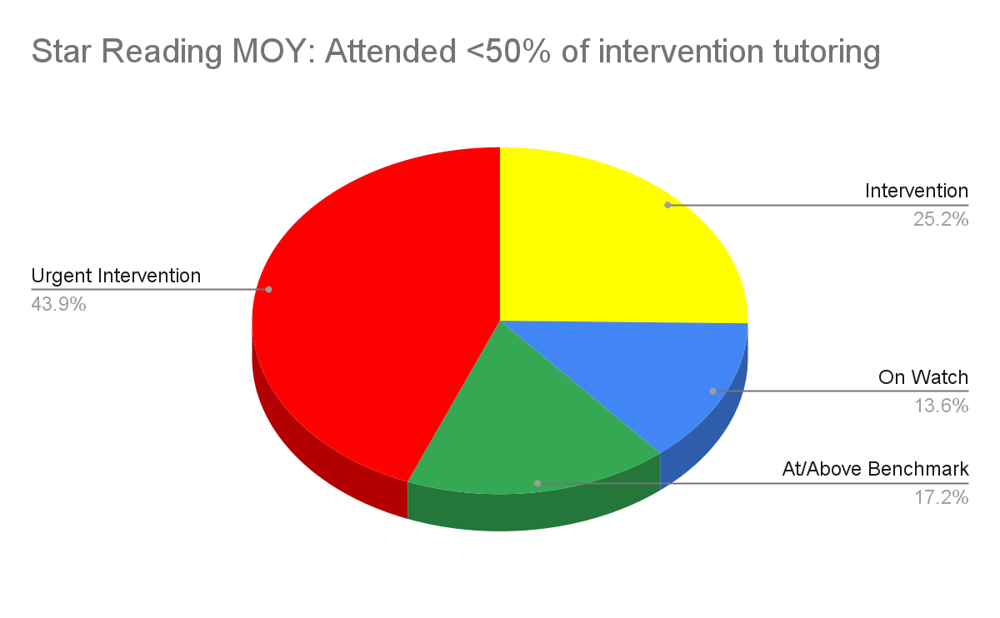 Star Reading MOY: Attended <50% of intervention tutoring
Intervention
25.2%
Urgent Intervention
43.9%
On Watch
13.6%
At/Above Benchmark
17.2%